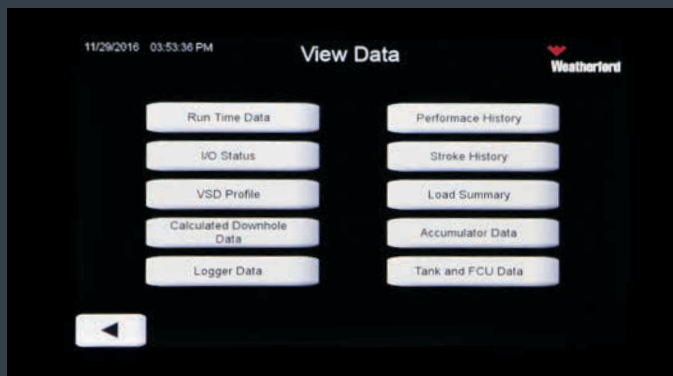 11/29/2016 03:53:36 PM
View Data
Weatherford
Run Time Data
Performace History
I/O Status
Stroke History
VSD Profile
Load Summary
Calculated Downhole
Data
Accumulator Data
Logger Data
Tank and FCU Data